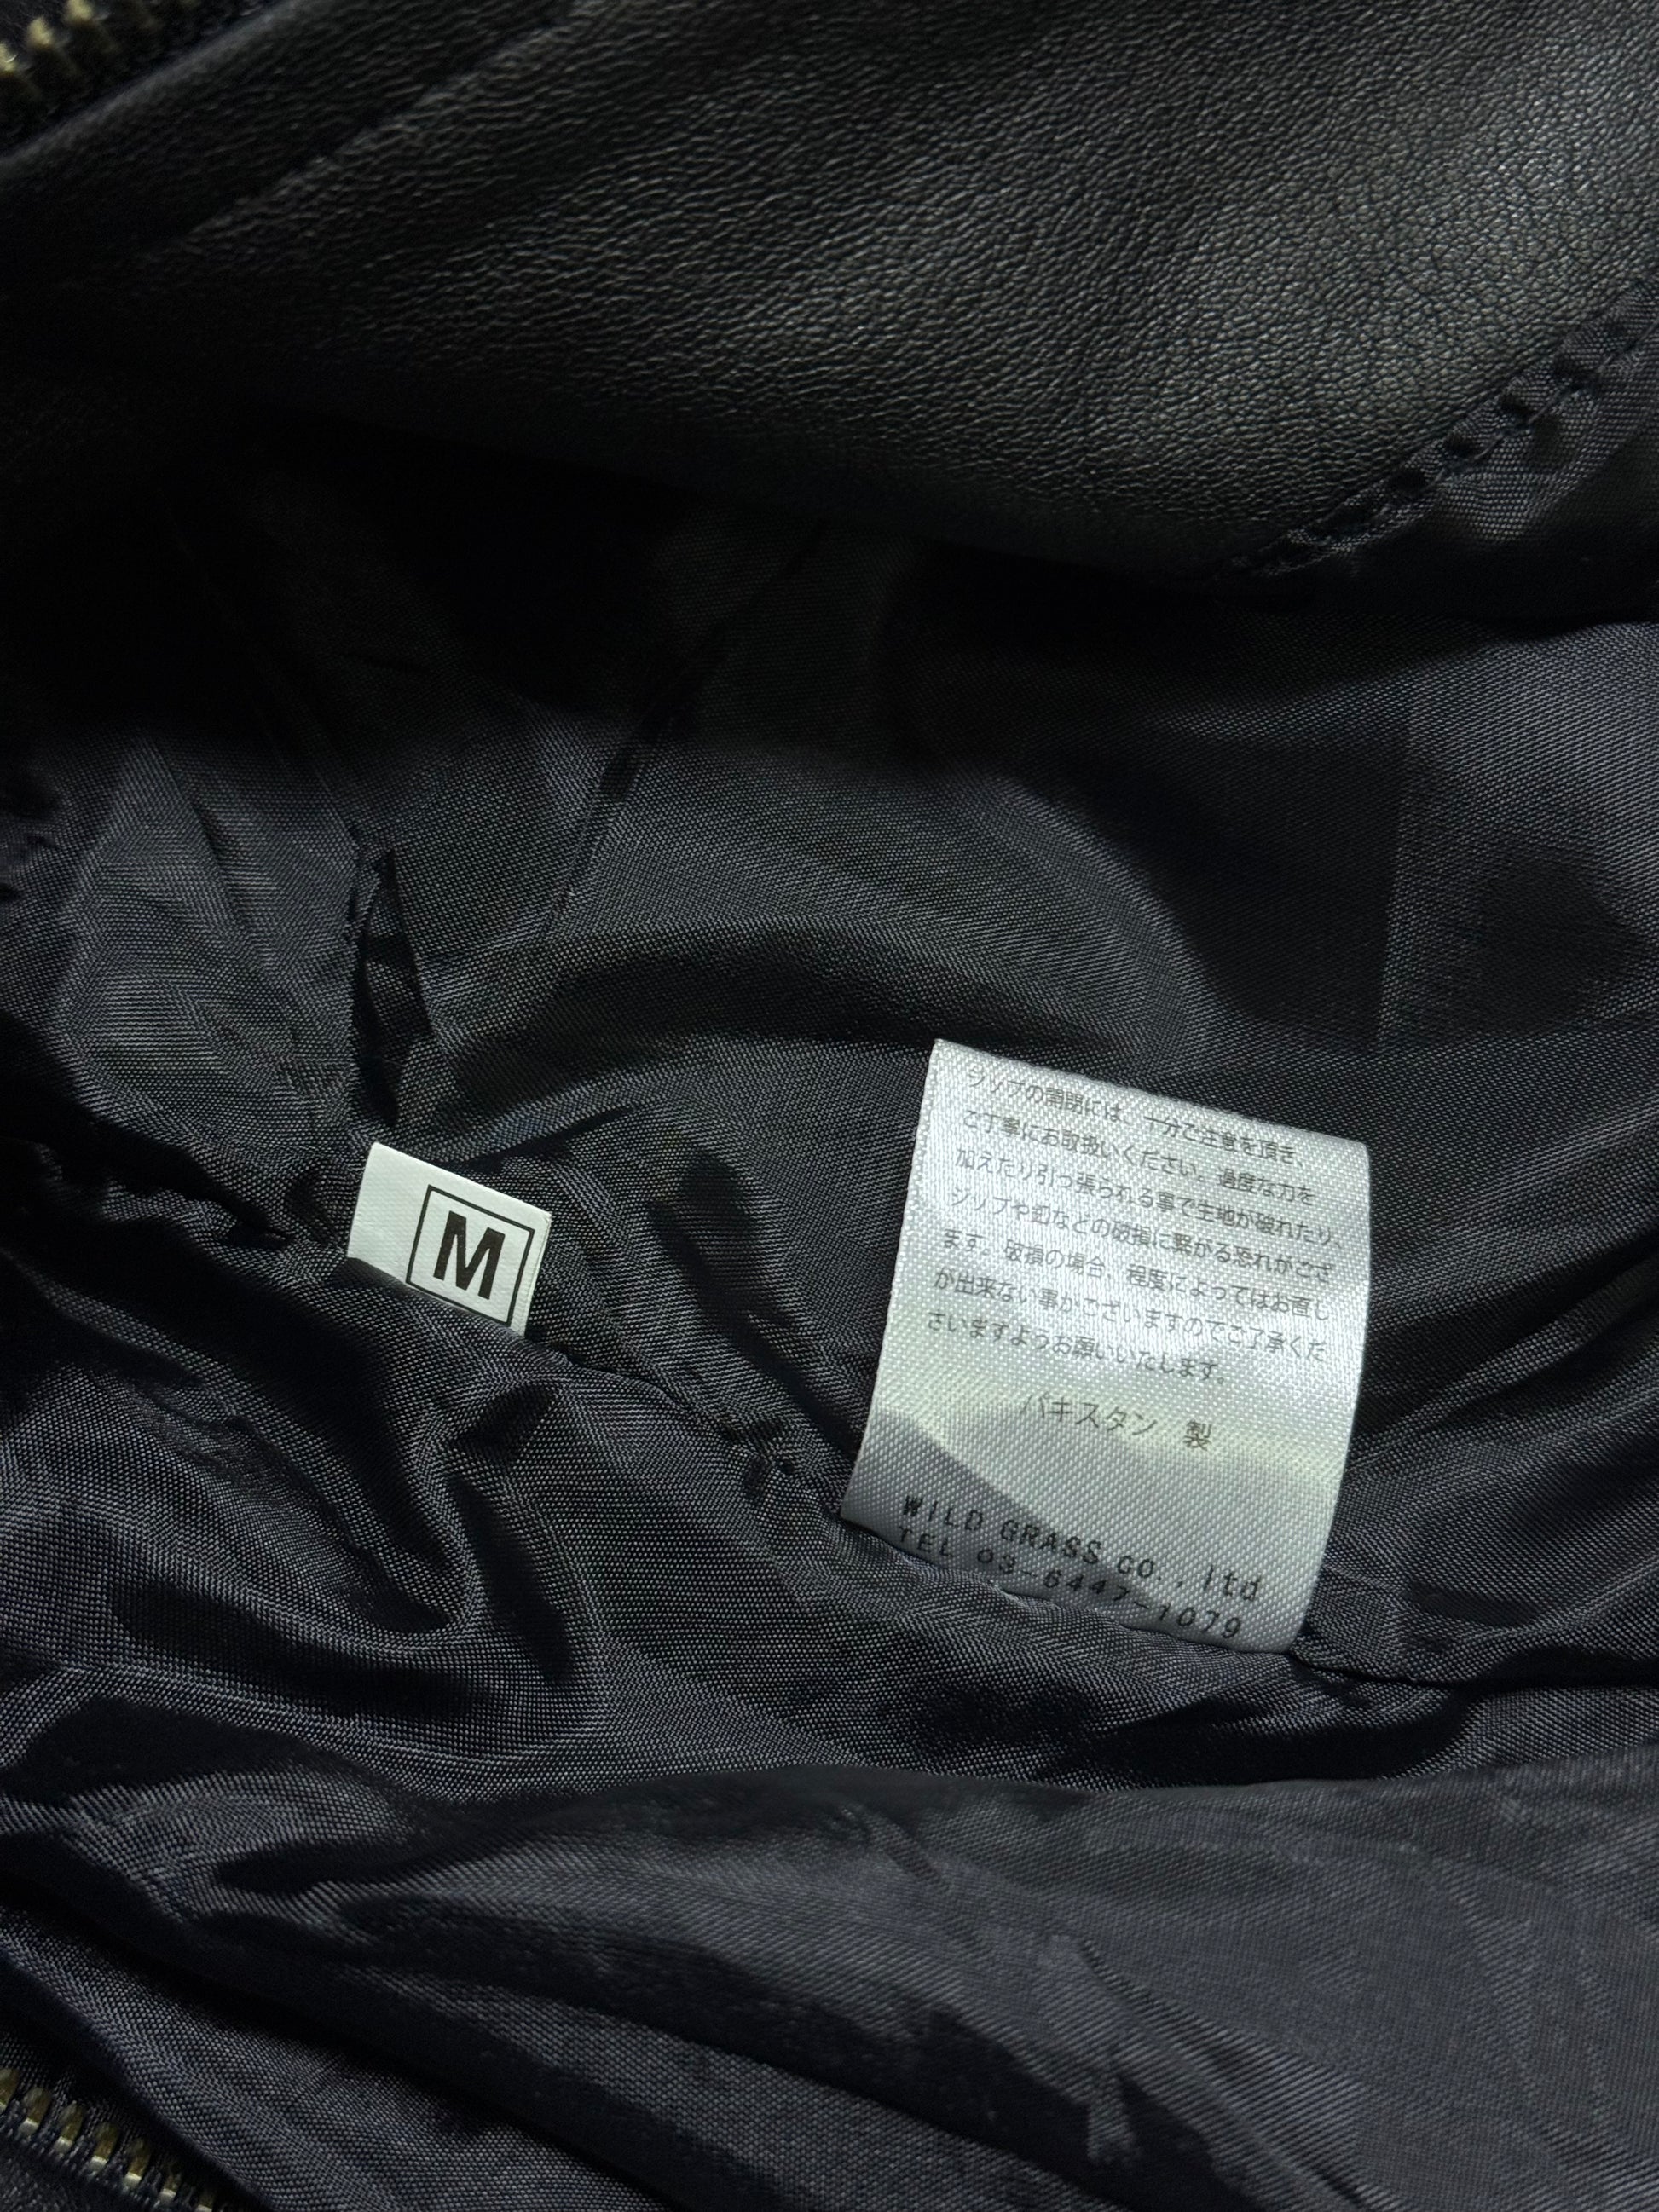 M
ジップの開閉には、十分ご注意を頂き、
ご丁寧にお取扱いください。過度な力を
加えたり引っ張られる事で生地が破れたり、
ジップや釦などの破損に繋がる恐れがござ
ます。破損の場合、程度によってはお直し
が出来ない事がございますのでご了承くだ
さいますようお願いいたします。
パキスタン 製
WILD GRASS CO., ltd
TEL 03-6447-1079